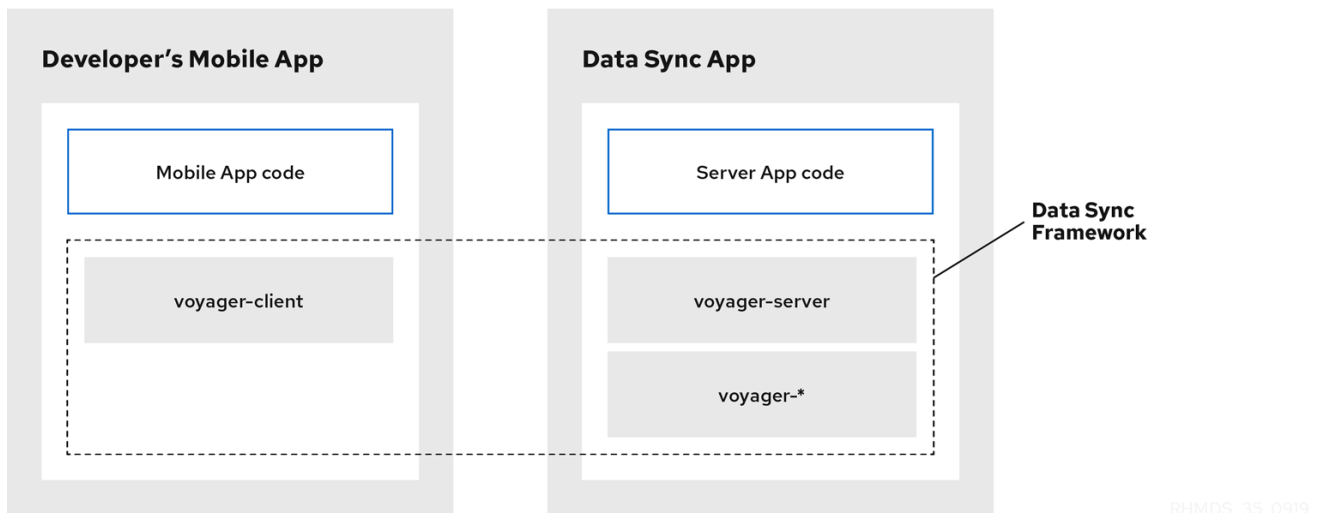 Developer’s Mobile App
Mobile App code
voyager-client
Data Sync App
Server App code
voyager-server
voyager-*
Data Sync
Framework
RHMDS_35_0919